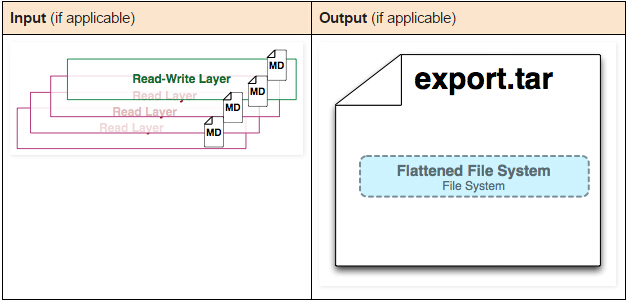 Input (if applicable)
Output (if applicable)
MD
Read-Write Layer
MD
Read Layer
MD
Read Layer
MD
Read Layer
export.tar
Flattened File System
File System